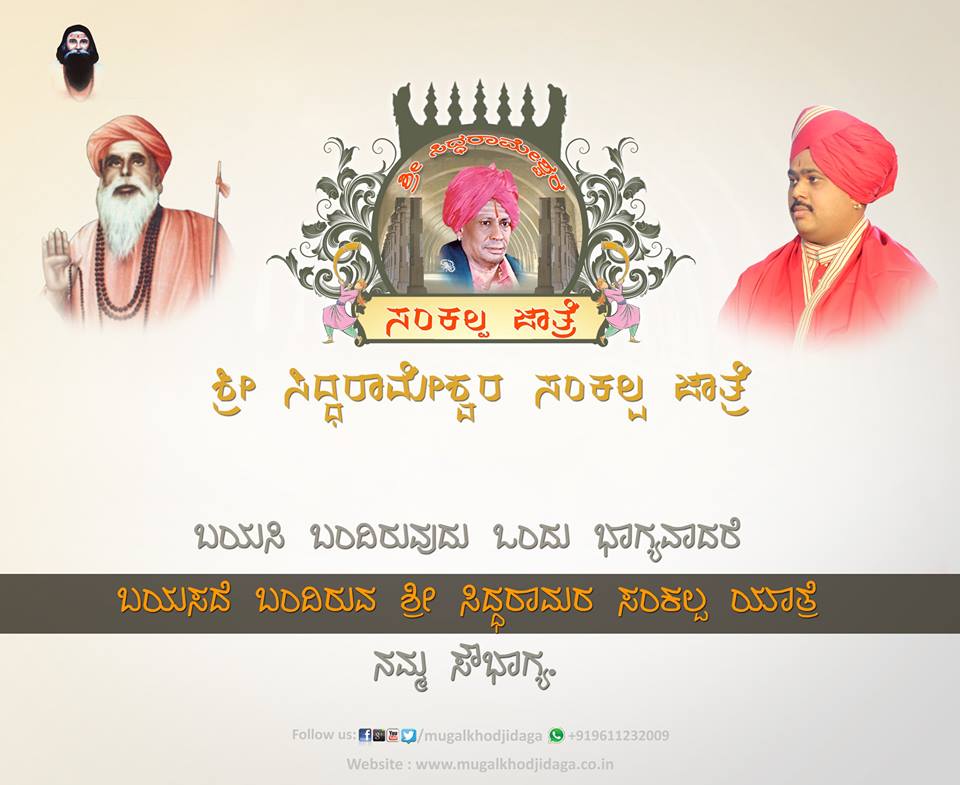 ಶ್ರೀ ಸಿದ್ಧರಾಮೇಶ್ವರ
ಸಂಕಲ್ಪ ಜಾತ್ರೆ
ಶ್ರೀ ಸಿದ್ಧರಾಮೇಶ್ವರ ಸಂಕಲ್ಪ ಜಾತ್ರೆ
ಬಯಸಿ ಬಂದಿರುವುದು ಒಂದು ಭಾಗ್ಯವಾದರೆ
ಬಯಸದೆ ಬಂದಿರುವ ಶ್ರೀ ಸಿದ್ಧರಾಮರ ಸಂಕಲ್ಪ ಯಾತ್ರೆ
ನಮ್ಮ ಸೌಭಾಗ್ಯ.
Follow us: /mugalkhodjidaga +919611232009
Website : www.mugalkhodjidaga.co.in